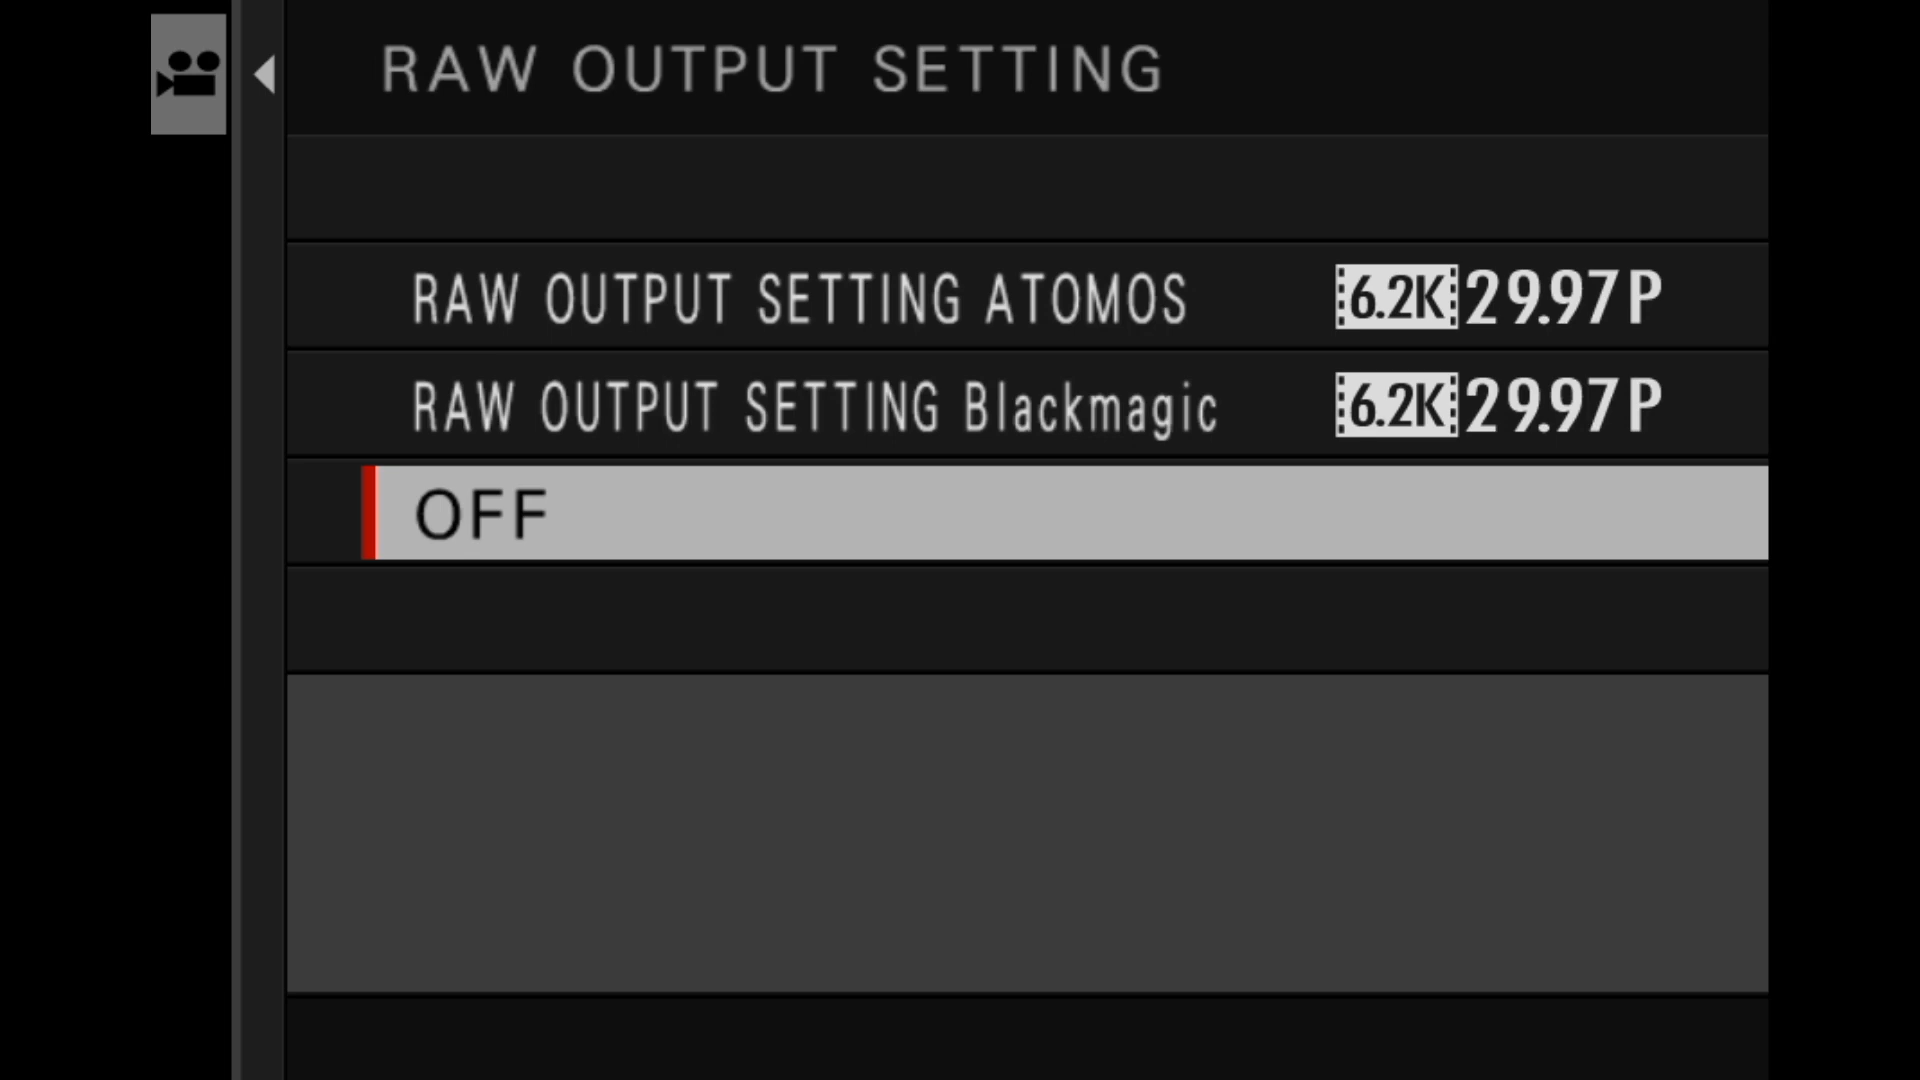 RAW OUTPUT SETTING
RAW OUTPUT SETTING ATOMOS 6.2K 29.97P
RAW OUTPUT SETTING Blackmagic 6.2K 29.97P
OFF